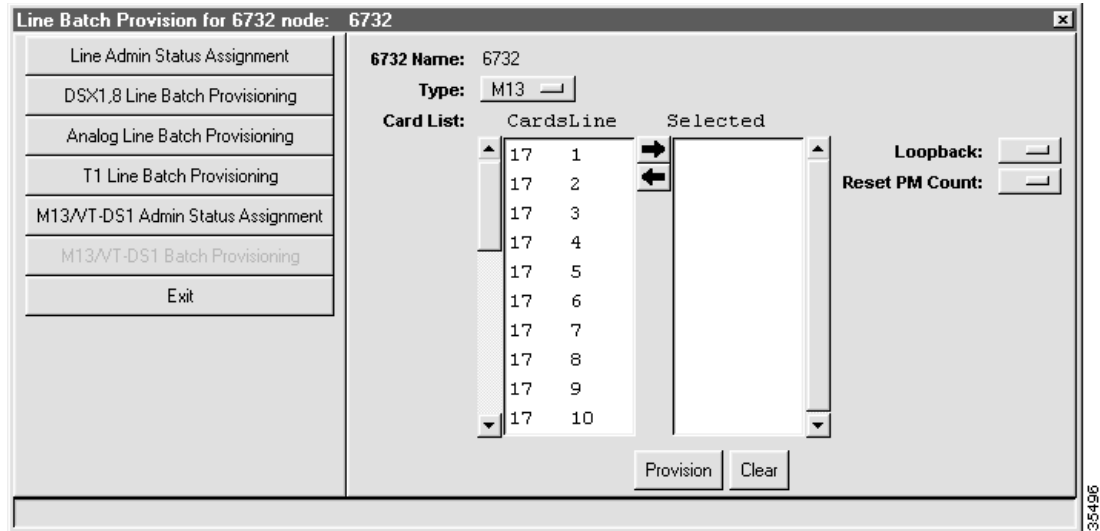 Line Batch Provision for 6732 node: 6732
Line Admin Status Assignment
DSX1,8 Line Batch Provisioning
Analog Line Batch Provisioning
T1 Line Batch Provisioning
M13/VT-DS1 Admin Status Assignment
M13/VT-DS1 Batch Provisioning
Exit
6732 Name: 6732
Type: M13
Card List: CardsLine Selected
17 1
17 2
17 3
17 4
17 5
17 6
17 7
17 8
17 9
17 10
Loopback:
Reset PM Count:
Provision Clear
35496